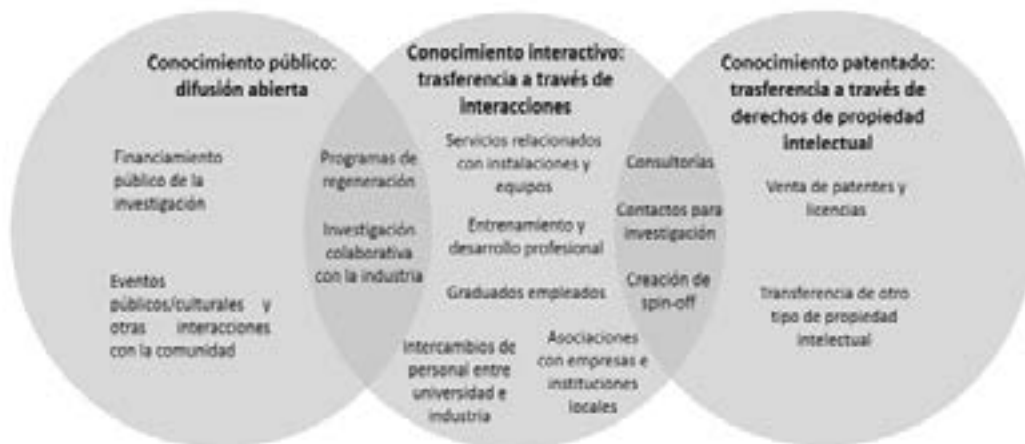 Conocimiento público:
difusión abierta
Financiamiento
público de la
investigación
Eventos
públicos/culturales y
otras interacciones
con la comunidad
Programas de
regeneración
Investigación
colaborativa
con la industria
Conocimiento interactivo:
trasferencia a través de
interacciones
Servicios relacionados
con instalaciones y
equipos
Entrenamiento y
desarrollo profesional
Graduados empleados
Intercambios de
personal entre
universidad e
industria
Asociaciones
con empresas e
instituciones
locales
Consultorías
Contactos para
investigación
Creación de
spin-off
Conocimiento patentado:
trasferencia a través de
derechos de propiedad
intelectual
Venta de patentes y
licencias
Transferencia de otro
tipo de propiedad
intelectual